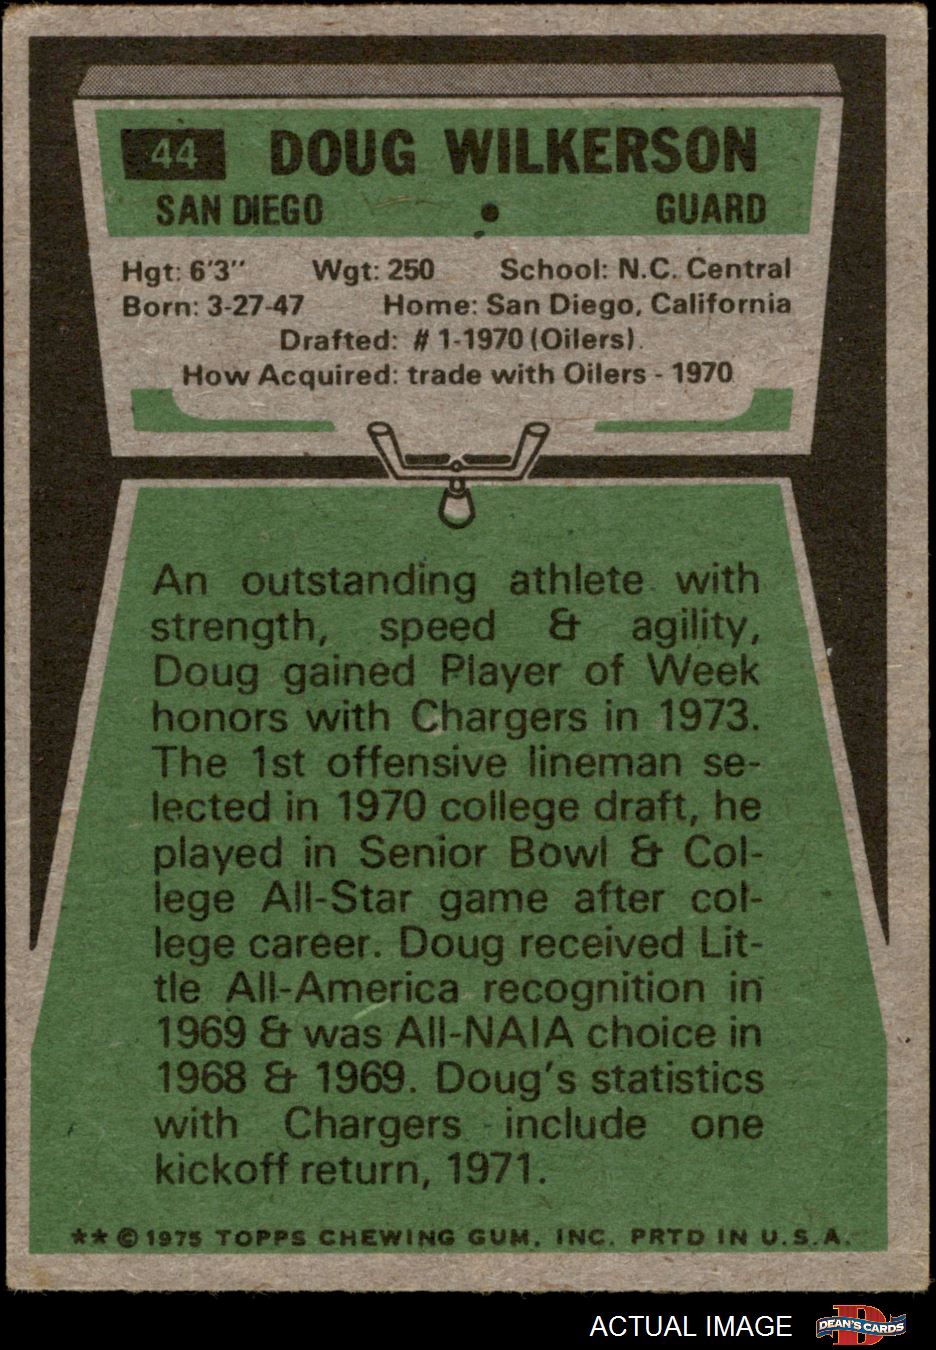 44 DOUG WILKERSON
SAN DIEGO • GUARD
Hgt: 6'3" Wgt: 250 School: N.C. Central
Born: 3-27-47 Home: San Diego, California
Drafted: # 1-1970 (Oilers).
How Acquired: trade with Oilers - 1970
An outstanding athlete with
strength, speed & agility,
Doug gained Player of Week
honors with Chargers in 1973.
The 1st offensive lineman se-
lected in 1970 college draft, he
played in Senior Bowl & Col-
lege All-Star game after col-
lege career. Doug received Lit-
tle All-America recognition in
1969 & was All-NAIA choice in
1968 & 1969. Doug's statistics
with Chargers include one
kickoff return, 1971.
**©1975 TOPPS CHEWING GUM, INC. PRTD IN U.S.A.
ACTUAL IMAGE DEAN'S CARDS